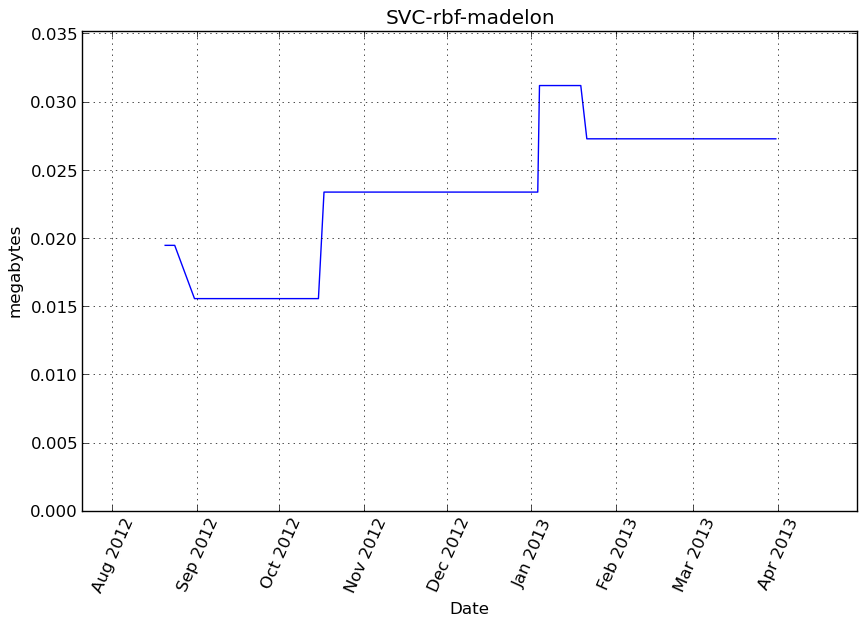 SVC-rbf-madelon
0.035
0.030
0.025
0.020
0.015
0.010
0.005
0.000
megabytes
Aug 2012
Sep 2012
Oct 2012
Nov 2012
Dec 2012
Jan 2013
Feb 2013
Mar 2013
Apr 2013
Date